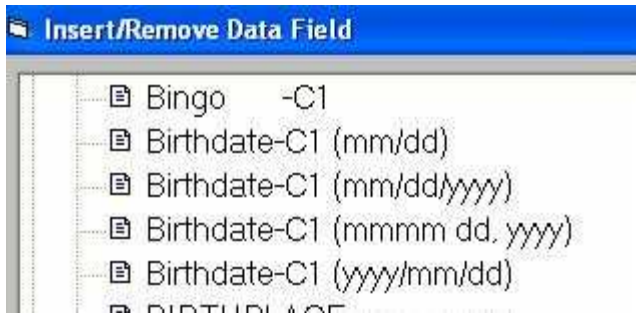 Insert/Remove Data Field
Bingo -C1
Birthdate-C1 (mm/dd)
Birthdate-C1 (mm/dd/yyyy)
Birthdate-C1 (mmmm dd, yyyy)
Birthdate-C1 (yyyy/mm/dd)
BIRTHPLACE